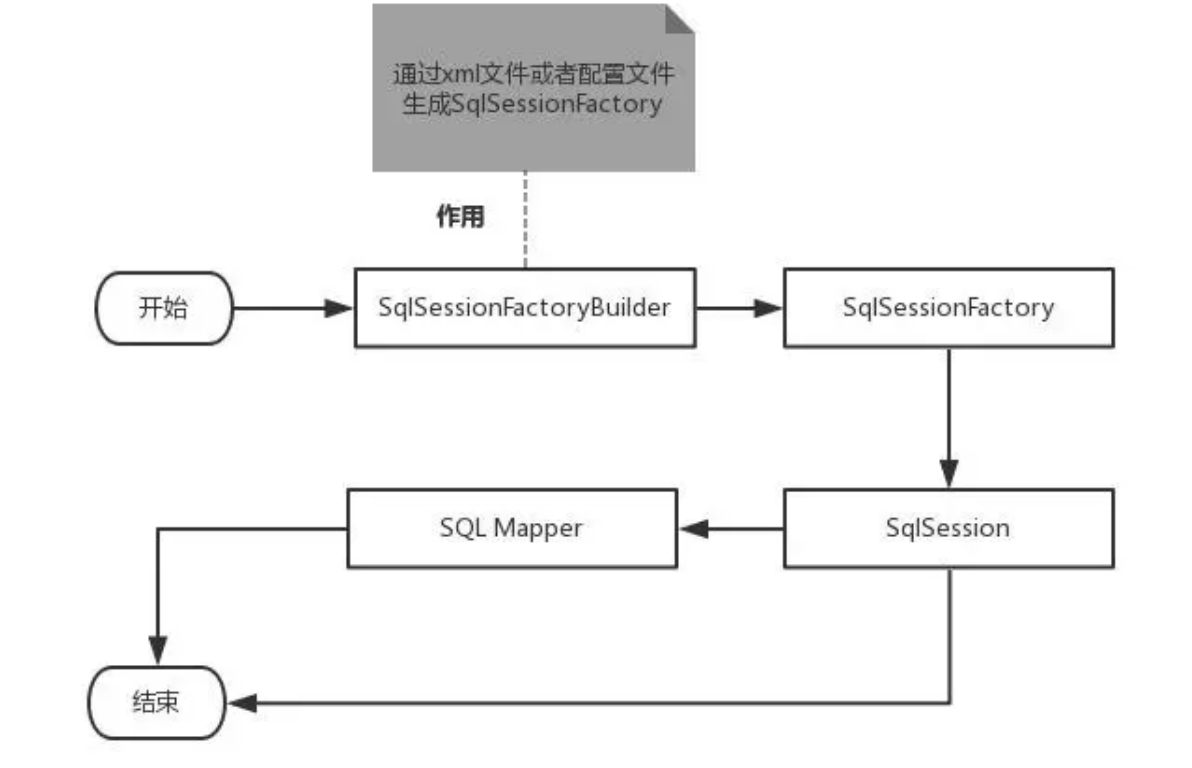 通过xml文件或者配置文件
生成SqlSessionFactory
作用
开始
SqlSessionFactoryBuilder
SqlSessionFactory
SQL Mapper
SqlSession
结束